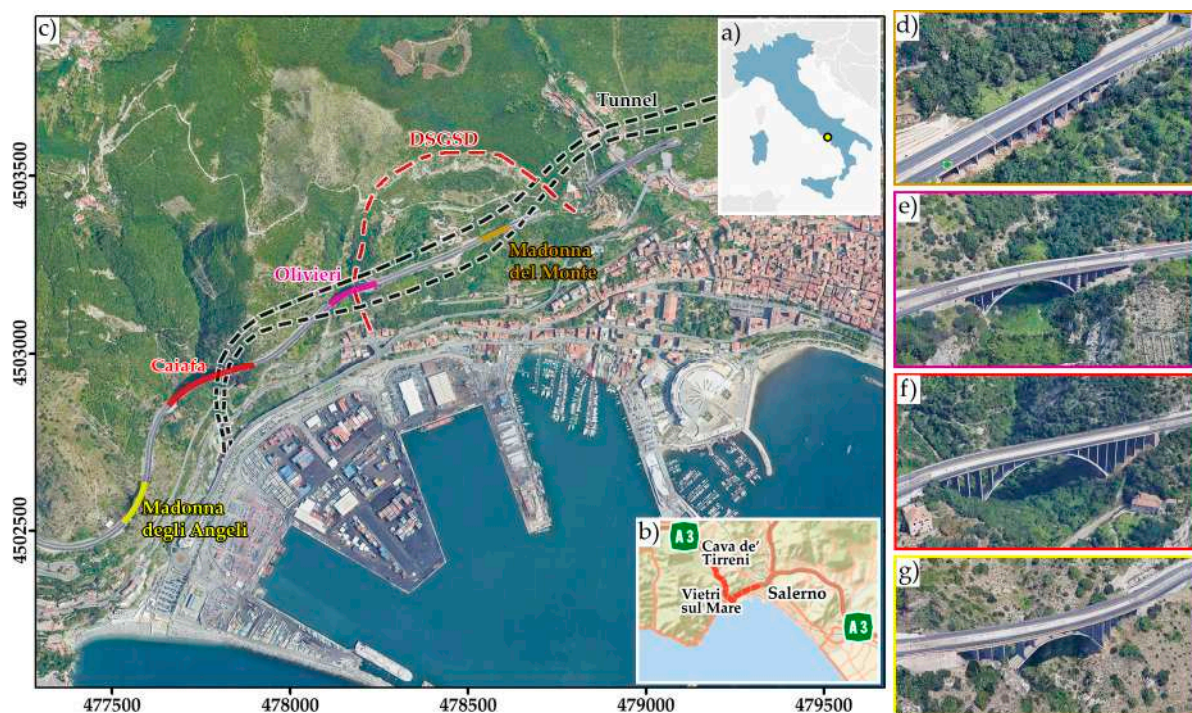 c)
a)
Tunnel
DSGSD
Madonna
del Monte
Olivieri
Caiafa
Madonna
degli Angeli
4503500
4503000
4502500
477500
478000
478500
479000
479500
b)
A3
Cava de'
Tirreni
Vietri
sul Mare
Salerno
A3
d)
e)
f)
g)